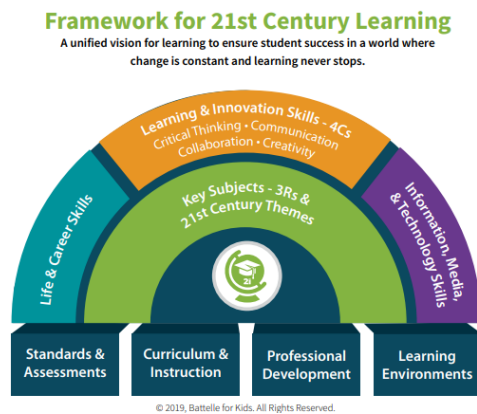 Framework for 21st Century Learning
A unified vision for learning to ensure student success in a world where
change is constant and learning never stops.
Learning & Innovation Skills - 4Cs
Critical Thinking • Communication
Collaboration • Creativity
Life & Career Skills
Key Subjects - 3Rs &
21st Century Themes
Information, Media,
& Technology Skills
21
Standards &
Assessments
Curriculum &
Instruction
Professional
Development
Learning
Environments
© 2019, Battelle for Kids. All Rights Reserved.